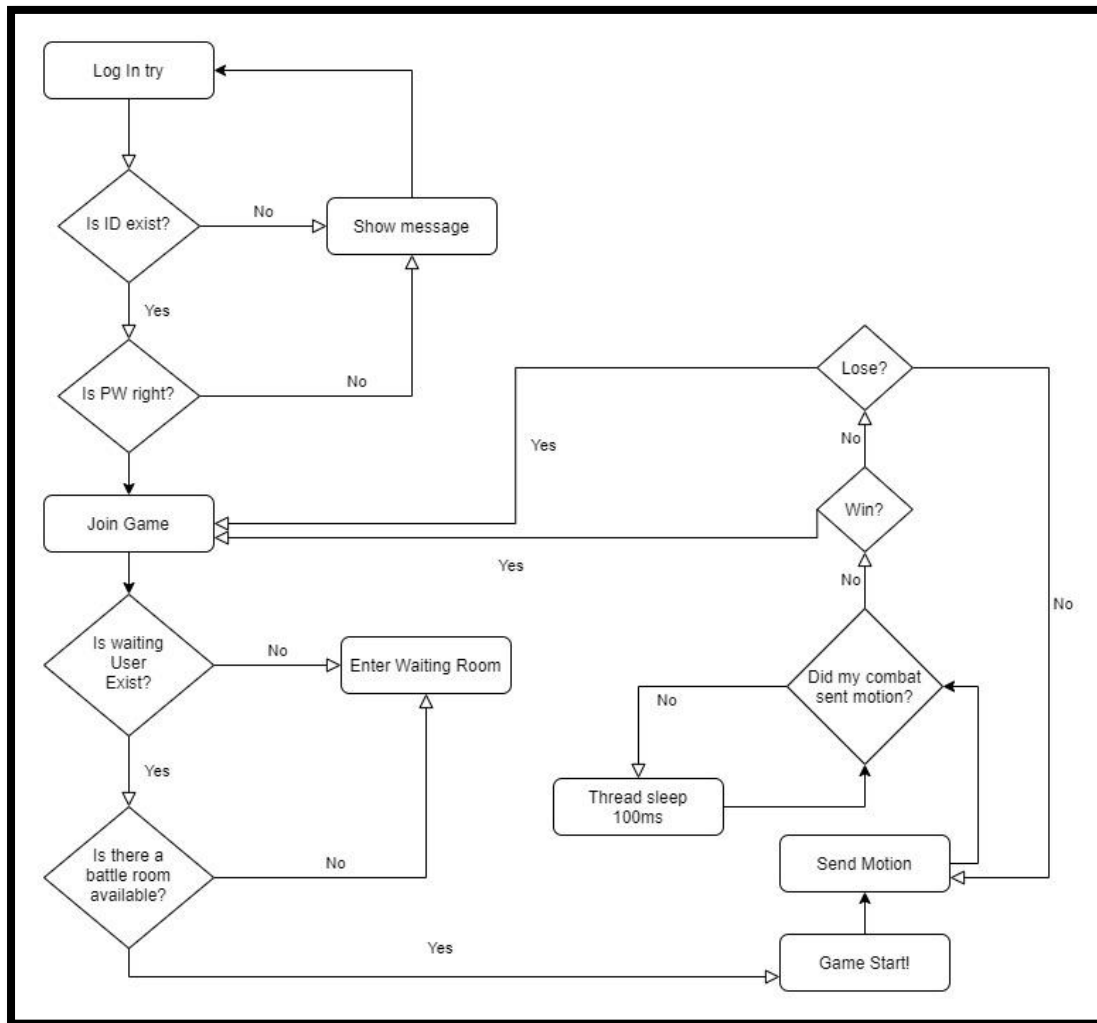 Log In try
Is ID exist?
No
Show message
Yes
Is PW right?
No
Lose?
Yes
No
Join Game
Win?
Yes
No
No
Is waiting
User
Exist?
No
Enter Waiting Room
Did my combat
sent motion?
No
Yes
Thread sleep
100ms
Is there a
battle room
available?
No
Send Motion
Yes
Game Start!